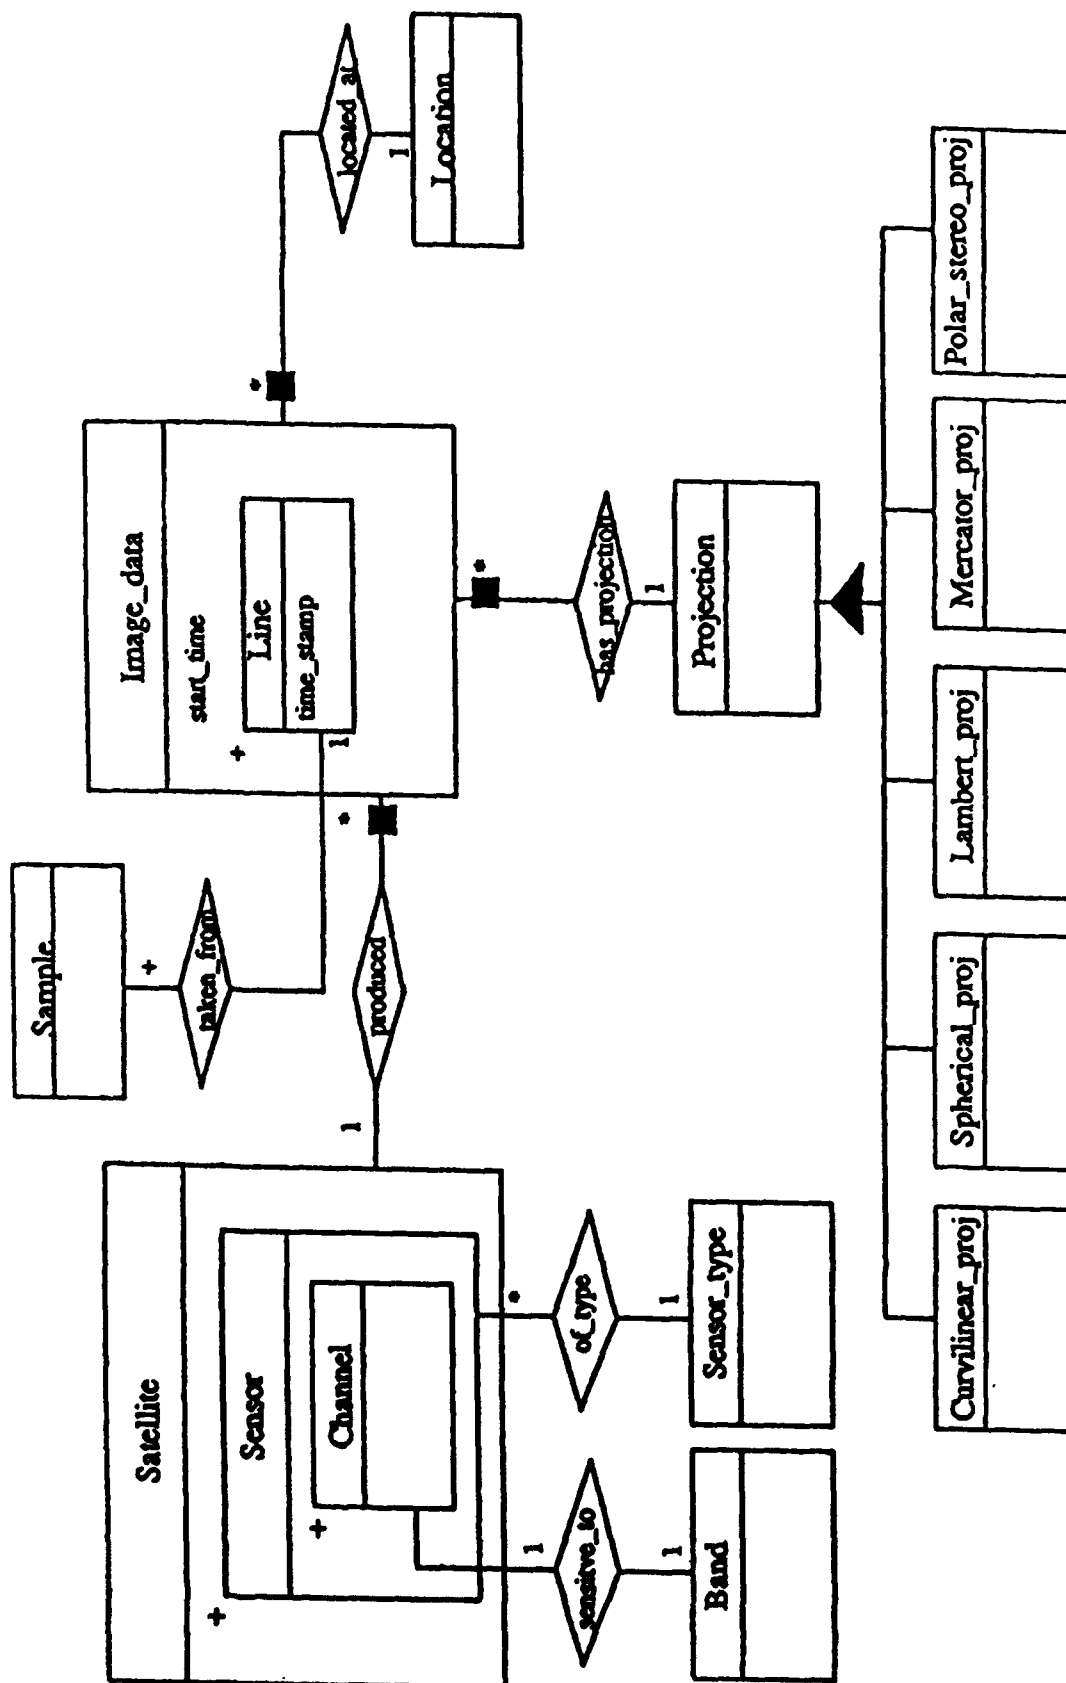 Satellite
+
Sensor
+
Channel
1
sensitve_to
1
Band
*
of_type
1
Sensor_type
Sample
+
taken_from
1
produced
*
Image_data
start_time
+
Line
time_stamp
1
*
located_at
1
Location
*
has_projection
1
Projection
Curvilinear_proj
Spherical_proj
Lambert_proj
Mercator_proj
Polar_stereo_proj